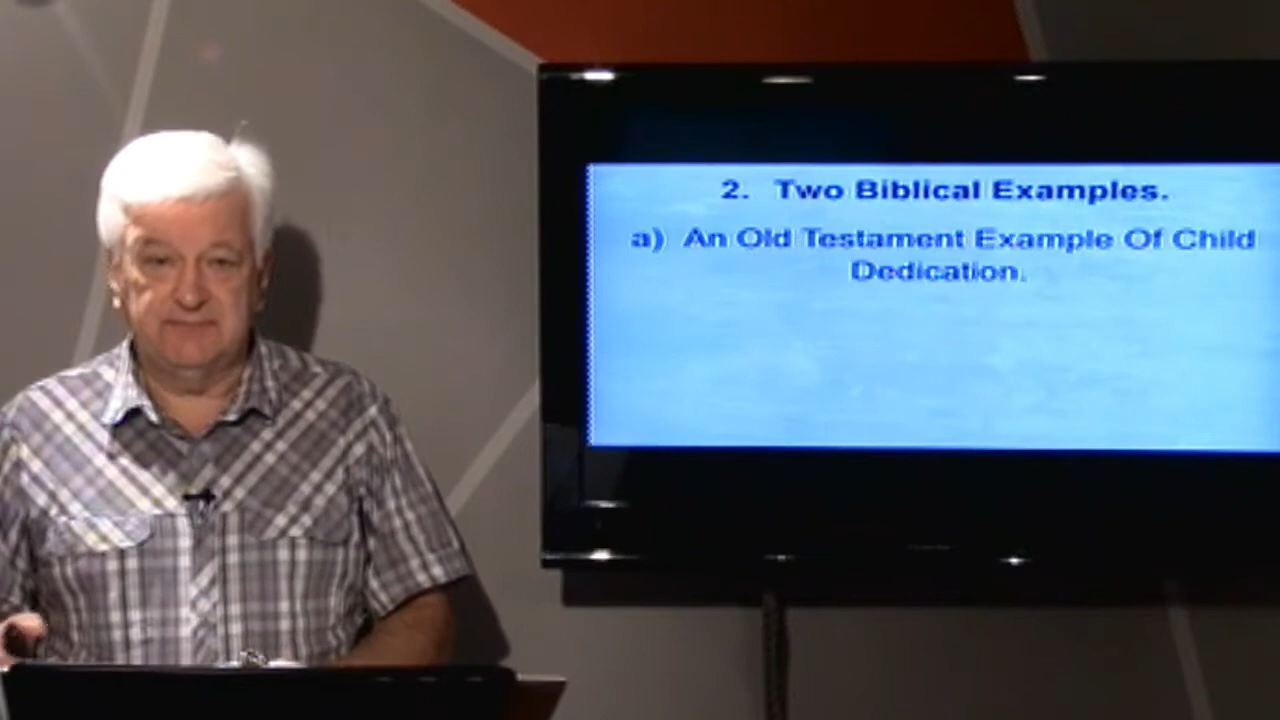 2. Two Biblical Examples.
a) An Old Testament Example Of Child
Dedication.